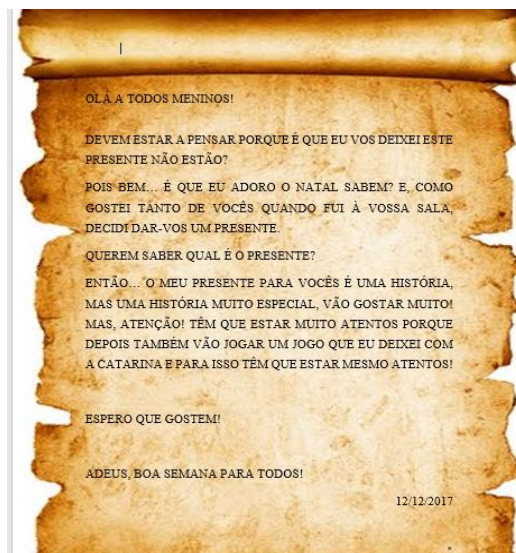 OLÁ A TODOS MENINOS!
DEVEM ESTAR A PENSAR PORQUE É QUE EU VOS DEIXEI ESTE
PRESENTE NÃO ESTÃO?
POIS BEM... É QUE EU ADORO O NATAL SABEM? E, COMO
GOSTEI TANTO DE VOCÊS QUANDO FUI À VOSSA SALA,
DECIDI DAR-VOS UM PRESENTE.
QUEREM SABER QUAL É O PRESENTE?
ENTÃO... O MEU PRESENTE PARA VOCÊS É UMA HISTÓRIA,
MAS UMA HISTÓRIA MUITO ESPECIAL, VÃO GOSTAR MUITO!
MAS, ATENÇÃO! TÊM QUE ESTAR MUITO ATENTOS PORQUE
DEPOIS TAMBÉM VÃO JOGAR UM JOGO QUE EU DEIXEI COM
A CATARINA E PARA ISSO TÊM QUE ESTAR MESMO ATENTOS!
ESPERO QUE GOSTEM!
ADEUS, BOA SEMANA PARA TODOS!
12/12/2017